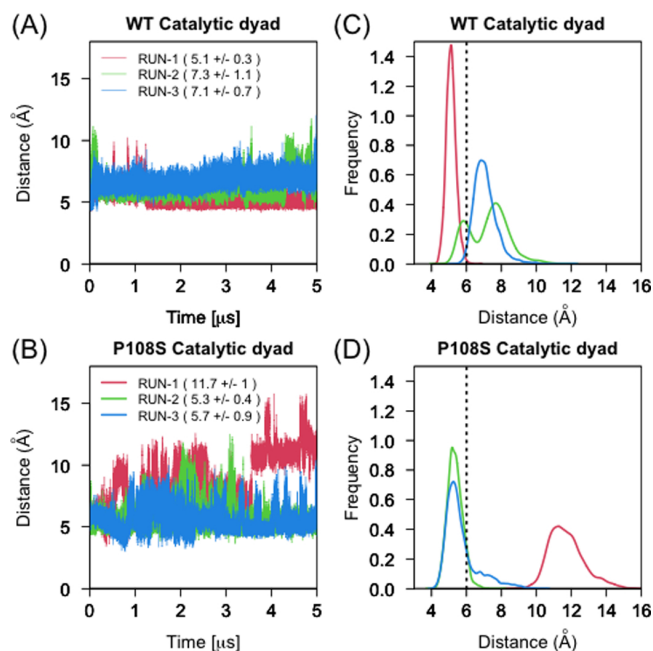 (A)
WT Catalytic dyad
RUN-1 ( 5.1 +/- 0.3 )
RUN-2 ( 7.3 +/- 1.1 )
RUN-3 ( 7.1 +/- 0.7 )
Distance (Å)
15
10
5
0
0 1 2 3 4 5
Time [µs]
(C)
WT Catalytic dyad
Frequency
1.4
1.2
1.0
0.8
0.6
0.4
0.2
0.0
4 6 8 10 12 14 16
Distance (Å)
(B)
P108S Catalytic dyad
RUN-1 ( 11.7 +/- 1 )
RUN-2 ( 5.3 +/- 0.4 )
RUN-3 ( 5.7 +/- 0.9 )
Distance (Å)
15
10
5
0
0 1 2 3 4 5
Time [µs]
(D)
P108S Catalytic dyad
Frequency
1.4
1.2
1.0
0.8
0.6
0.4
0.2
0.0
4 6 8 10 12 14 16
Distance (Å)